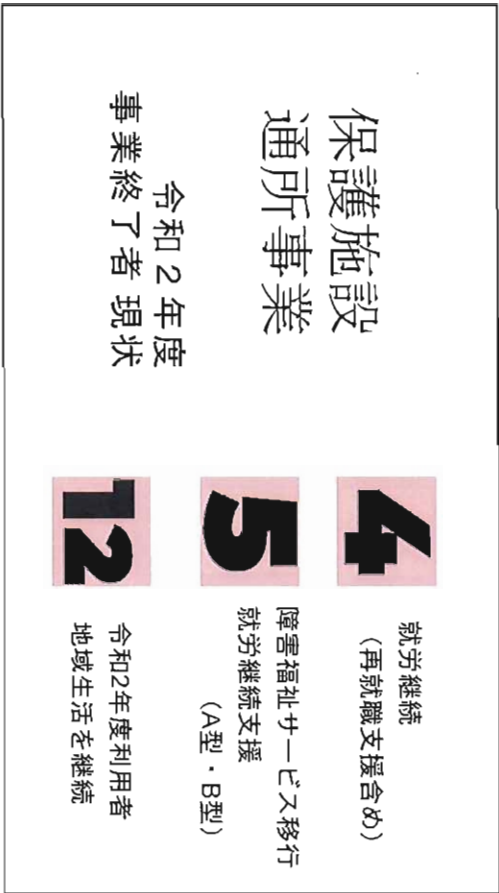 保護施設
通所事業
令和２年度
事業終了者 現状
4
就労継続
(再就職支援含め)
5
障害福祉サービス移行
就労継続支援
(A型・B型)
12
令和2年度利用者
地域生活を継続